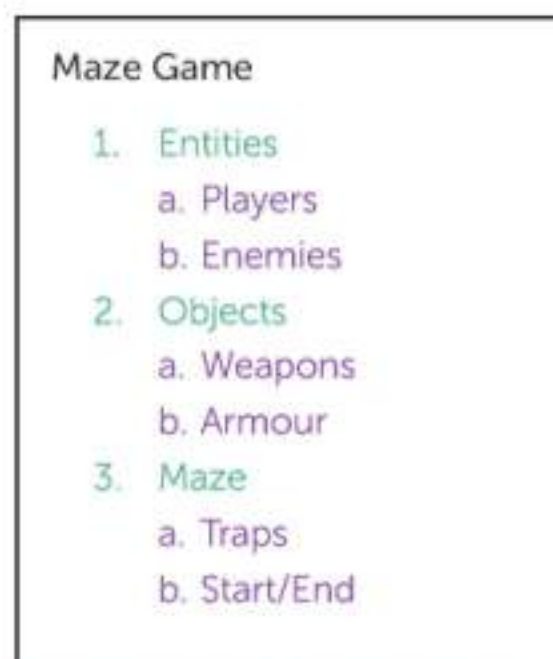 Maze Game
1. Entities
a. Players
b. Enemies
2. Objects
a. Weapons
b. Armour
3. Maze
a. Traps
b. Start/End